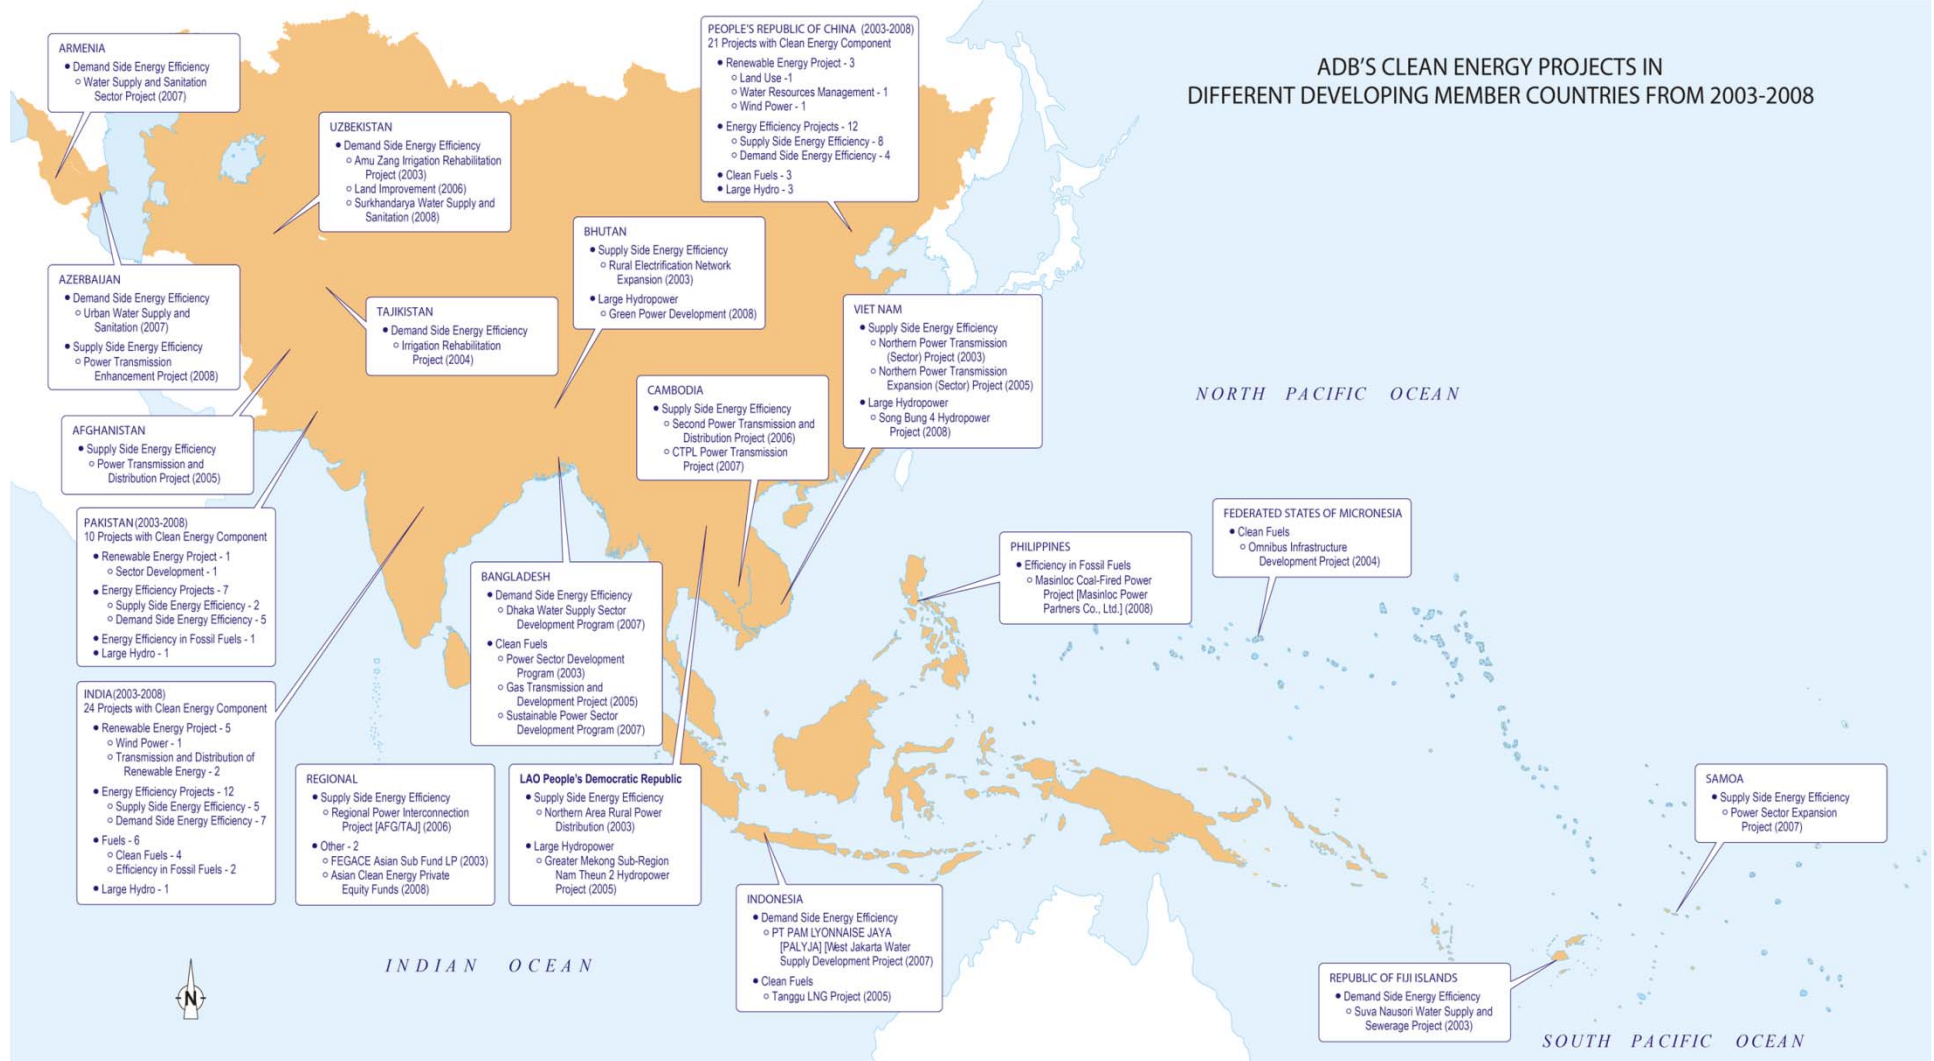 ADB'S CLEAN ENERGY PROJECTS IN
DIFFERENT DEVELOPING MEMBER COUNTRIES FROM 2003-2008
ARMENIA
• Demand Side Energy Efficiency
○ Water Supply and Sanitation
Sector Project (2007)
UZBEKISTAN
• Demand Side Energy Efficiency
○ Amu Zang Irrigation Rehabilitation
Project (2003)
○ Land Improvement (2006)
○ Surkhandarya Water Supply and
Sanitation (2008)
PEOPLE'S REPUBLIC OF CHINA (2003-2008)
21 Projects with Clean Energy Component
• Renewable Energy Project - 3
○ Land Use -1
○ Water Resources Management - 1
○ Wind Power - 1
• Energy Efficiency Projects - 12
○ Supply Side Energy Efficiency - 8
○ Demand Side Energy Efficiency - 4
• Clean Fuels - 3
• Large Hydro - 3
AZERBAIJAN
• Demand Side Energy Efficiency
○ Urban Water Supply and
Sanitation (2007)
• Supply Side Energy Efficiency
○ Power Transmission
Enhancement Project (2008)
TAJIKISTAN
• Demand Side Energy Efficiency
○ Irrigation Rehabilitation
Project (2004)
BHUTAN
• Supply Side Energy Efficiency
○ Rural Electrification Network
Expansion (2003)
• Large Hydropower
○ Green Power Development (2008)
VIET NAM
• Supply Side Energy Efficiency
○ Northern Power Transmission
(Sector) Project (2003)
○ Northern Power Transmission
Expansion (Sector) Project (2005)
• Large Hydropower
○ Song Bung 4 Hydropower
Project (2008)
CAMBODIA
• Supply Side Energy Efficiency
○ Second Power Transmission and
Distribution Project (2006)
○ CTPL Power Transmission
Project (2007)
NORTH PACIFIC OCEAN
AFGHANISTAN
• Supply Side Energy Efficiency
○ Power Transmission and
Distribution Project (2005)
PAKISTAN (2003-2008)
10 Projects with Clean Energy Component
• Renewable Energy Project - 1
○ Sector Development - 1
• Energy Efficiency Projects - 7
○ Supply Side Energy Efficiency - 2
○ Demand Side Energy Efficiency - 5
• Energy Efficiency in Fossil Fuels - 1
• Large Hydro - 1
BANGLADESH
• Demand Side Energy Efficiency
○ Dhaka Water Supply Sector
Development Program (2007)
• Clean Fuels
○ Power Sector Development
Program (2003)
○ Gas Transmission and
Development Project (2005)
○ Sustainable Power Sector
Development Program (2007)
PHILIPPINES
• Efficiency in Fossil Fuels
○ Masinloc Coal-Fired Power
Project [Masinloc Power
Partners Co., Ltd.] (2008)
FEDERATED STATES OF MICRONESIA
• Clean Fuels
○ Omnibus Infrastructure
Development Project (2004)
INDIA (2003-2008)
24 Projects with Clean Energy Component
• Renewable Energy Project - 5
○ Wind Power - 1
○ Transmission and Distribution of
Renewable Energy - 2
• Energy Efficiency Projects - 12
○ Supply Side Energy Efficiency - 5
○ Demand Side Energy Efficiency - 7
• Fuels - 6
○ Clean Fuels - 4
○ Efficiency in Fossil Fuels - 2
• Large Hydro - 1
REGIONAL
• Supply Side Energy Efficiency
○ Regional Power Interconnection
Project [AFG/TAJ] (2006)
• Other - 2
○ FEGACE Asian Sub Fund LP (2003)
○ Asian Clean Energy Private
Equity Funds (2008)
LAO People's Democratic Republic
• Supply Side Energy Efficiency
○ Northern Area Rural Power
Distribution (2003)
• Large Hydropower
○ Greater Mekong Sub-Region
Nam Theun 2 Hydropower
Project (2005)
SAMOA
• Supply Side Energy Efficiency
○ Power Sector Expansion
Project (2007)
INDONESIA
• Demand Side Energy Efficiency
○ PT PAM LYONNAISE JAYA
[PALYJA] [West Jakarta Water
Supply Development Project (2007)
• Clean Fuels
○ Tanggu LNG Project (2005)
REPUBLIC OF FIJI ISLANDS
• Demand Side Energy Efficiency
○ Suva Nausori Water Supply and
Sewerage Project (2003)
INDIAN OCEAN
N
SOUTH PACIFIC OCEAN